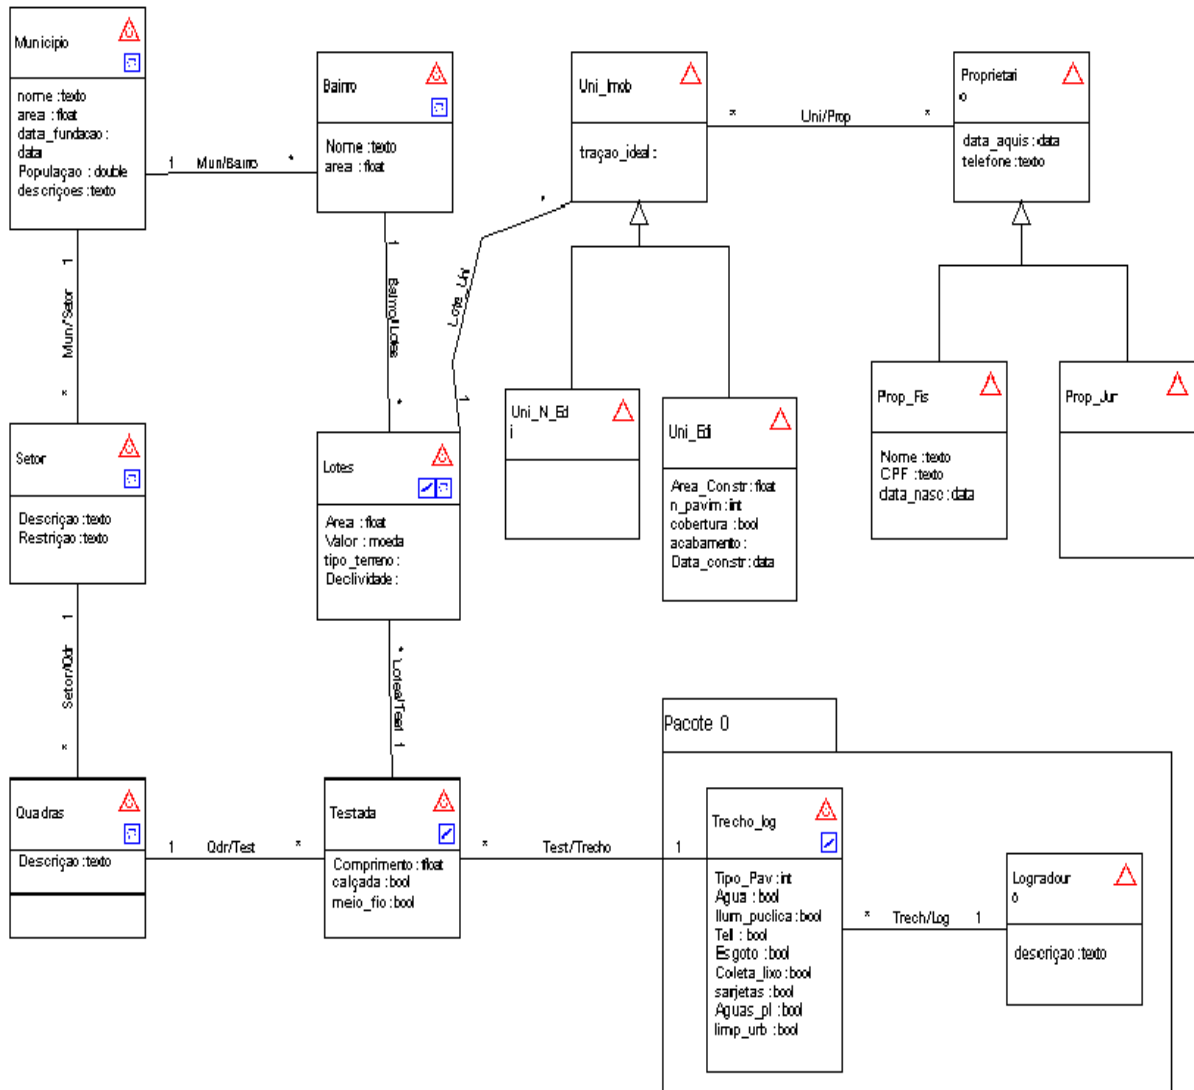 Municipio
nome : texto
area : float
data_fundacao :
data
População : double
descriçoes : texto
1 Mun/Bairro *
Bairro
Nome : texto
area : float
Uni_Imob
tração_ideal :
* Uni/Prop *
Proprietari
o
data_aquis : data
telefone : texto
1 Mun/Setor *
1 Bairro/Lotes *
* Lote_Uni 1
Setor
Descriçao : texto
Restriçao : texto
Lotes
Area : float
Valor : moeda
tipo_terreno :
Declividade :
Uni_N_Ed
i
Uni_Edi
Area_Constr : float
n_pavim : int
cobertura : bool
acabamento :
Data_constr : data
Prop_Fis
Nome : texto
CPF : texto
data_nasc : data
Prop_Jur
1 Setor/Qdr *
* Lotes/Test 1
Pacote 0
Quadras
Descriçao : texto
1 Qdr/Test *
Testada
Comprimento : float
calçada : bool
meio_fio : bool
* Test/Trecho 1
Trecho_log
Tipo_Pav : int
Agua : bool
Ilum_puclica : bool
Tell : bool
Esgoto : bool
Coleta_lixo : bool
sarjetas : bool
Aguas_pl : bool
limp_urb : bool
* Trech/Log 1
Logradour
o
descriçao : texto